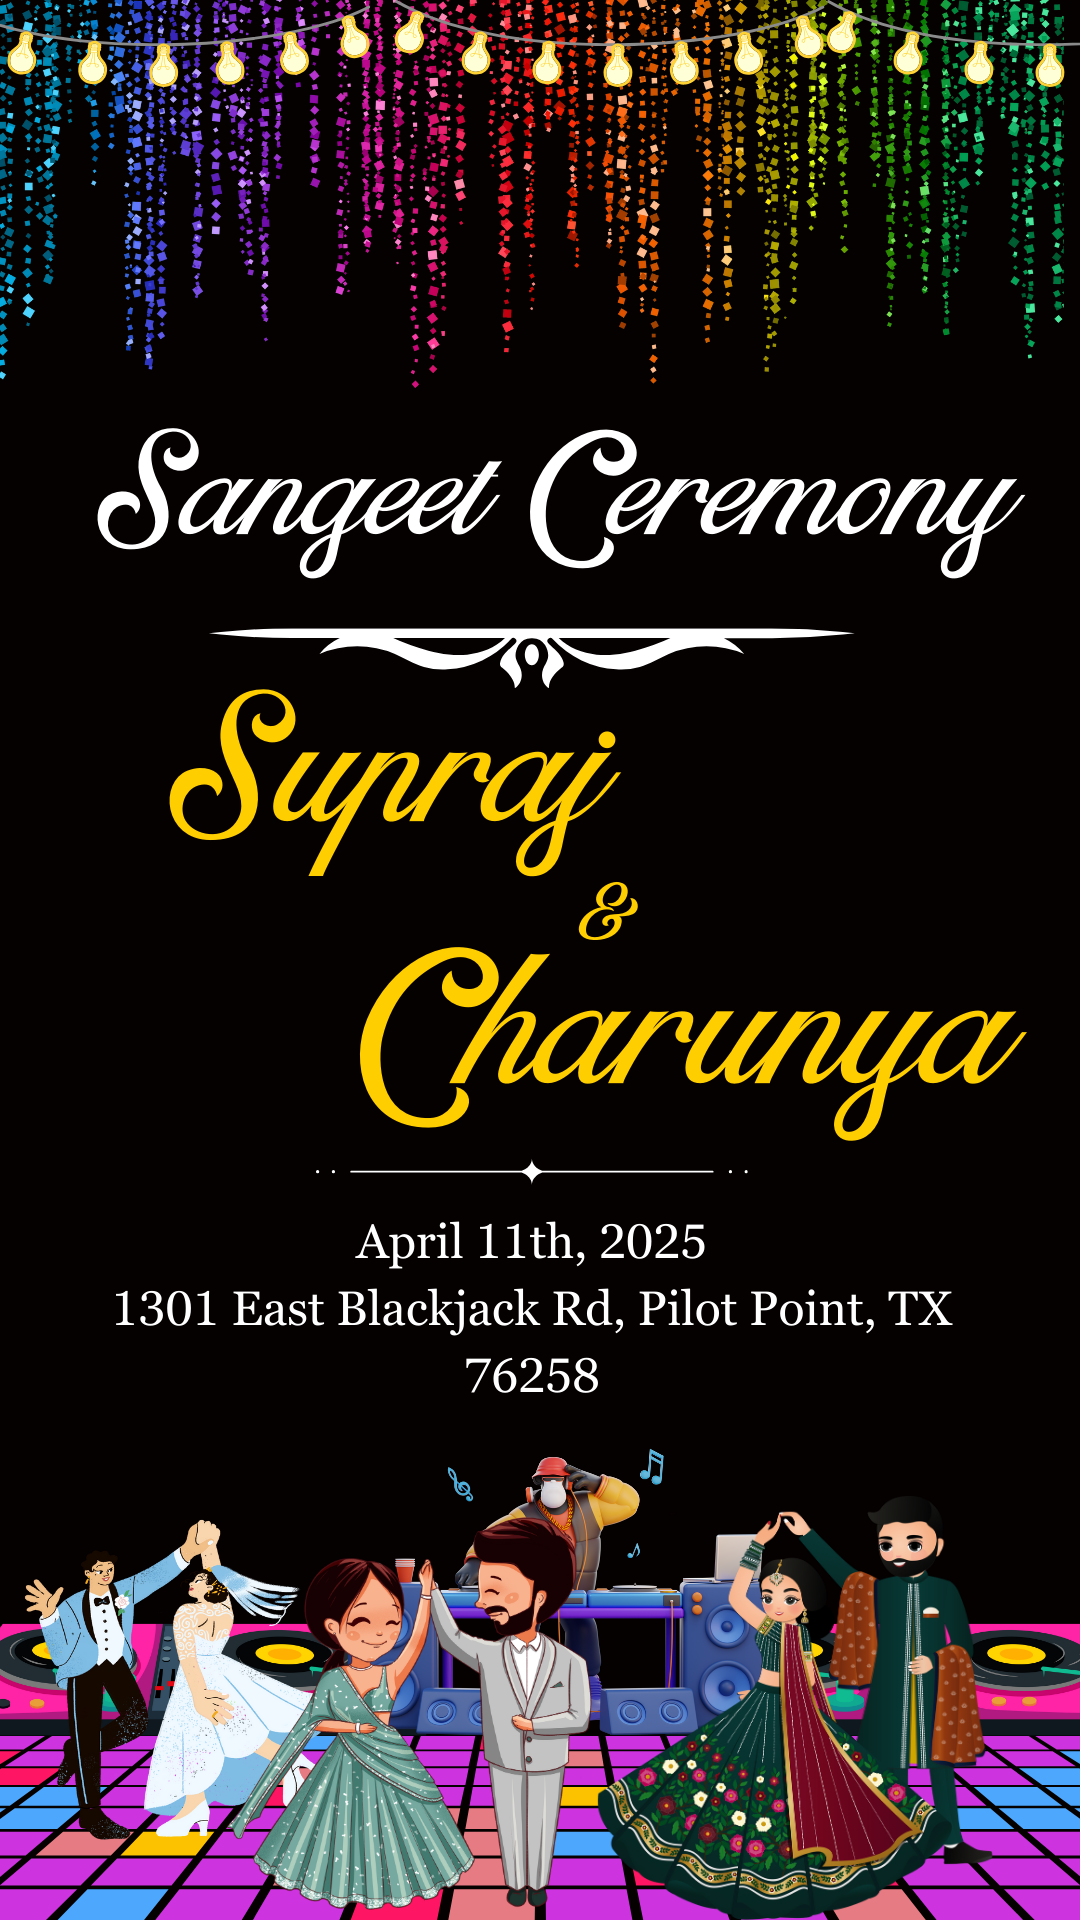 Sangeet Ceremony
Supraj
&
Charunya
April 11th, 2025
1301 East Blackjack Rd, Pilot Point, TX
76258